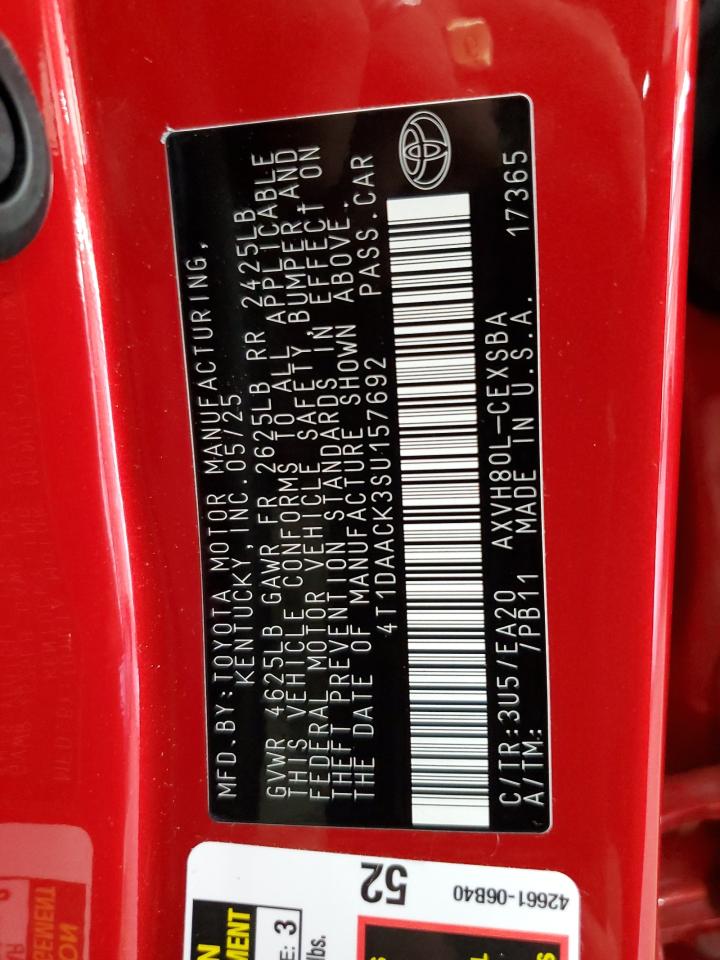 MFD.BY:TOYOTA MOTOR MANUFACTURING,
KENTUCKY, INC.05/25
GVWR 4625LB GAWR FR 2625LB RR 2425LB
THIS VEHICLE CONFORMS TO ALL APPLICABLE
FEDERAL MOTOR VEHICLE SAFETY, BUMPER, AND
THEFT PREVENTION STANDARDS IN EFFECT ON
THE DATE OF MANUFACTURE SHOWN ABOVE.
4T1DAACK3SU157692 PASS.CAR
C/TR:3U5/EA20 AXVH80L-CEXSBA 17365
A/TM: /PB11 MADE IN U.S.A.
52
42661-06B40
3
lbs.